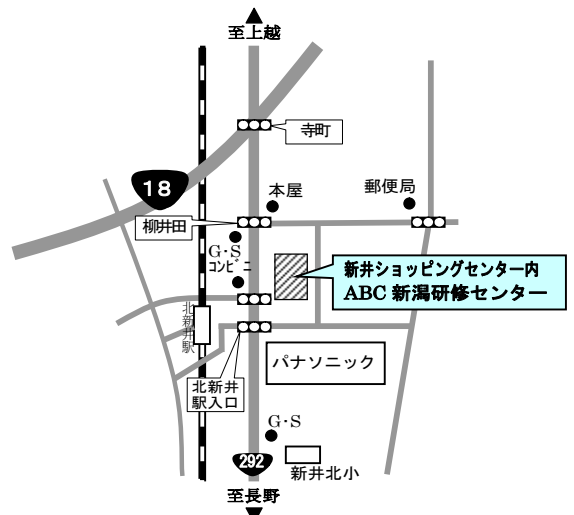 至上越
寺町
18
本屋
郵便局
柳井田
G･S
コンビニ
新井ショッピングセンター内
ABC 新潟研修センター
北新井駅
パナソニック
北新井
駅入口
G･S
292
新井北小
至長野